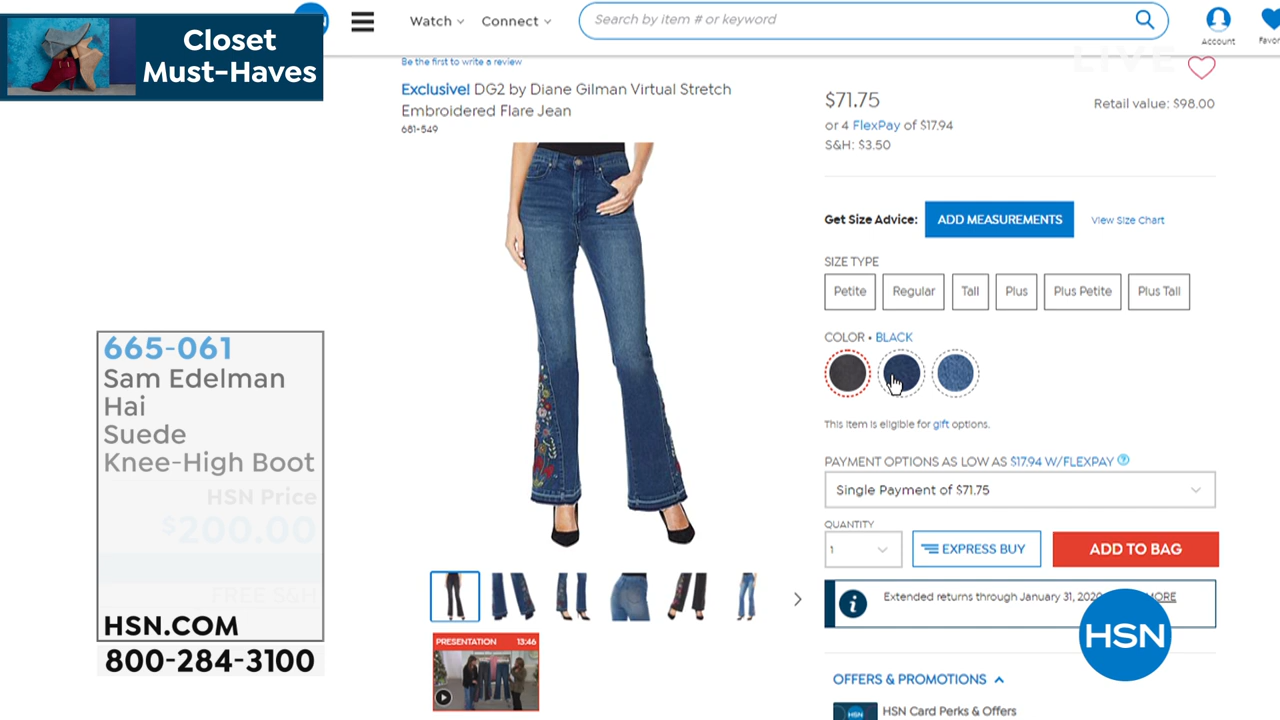 Closet
Must-Haves
Watch
Connect
Search by item # or keyword
Account
LIVE
Be the first to write a review
Exclusive! DG2 by Diane Gilman Virtual Stretch
Embroidered Flare Jean
681-549
$71.75
Retail value: $98.00
or 4 FlexPay of $17.94
S&H: $3.50
Get Size Advice:
ADD MEASUREMENTS
View Size Chart
SIZE TYPE
Petite
Regular
Tall
Plus
Plus Petite
Plus Tall
COLOR • BLACK
This item is eligible for gift options.
PAYMENT OPTIONS AS LOW AS $17.94 W/FLEXPAY ?
Single Payment of $71.75
QUANTITY
1
EXPRESS BUY
ADD TO BAG
i
Extended returns through January 31, 2020
HSN
OFFERS & PROMOTIONS
HSN
HSN Card Perks & Offers
PRESENTATION 13:46
665-061
Sam Edelman
Hai
Suede
Knee-High Boot
HSN Price
$200.00
FREE S&H
HSN.COM
800-284-3100